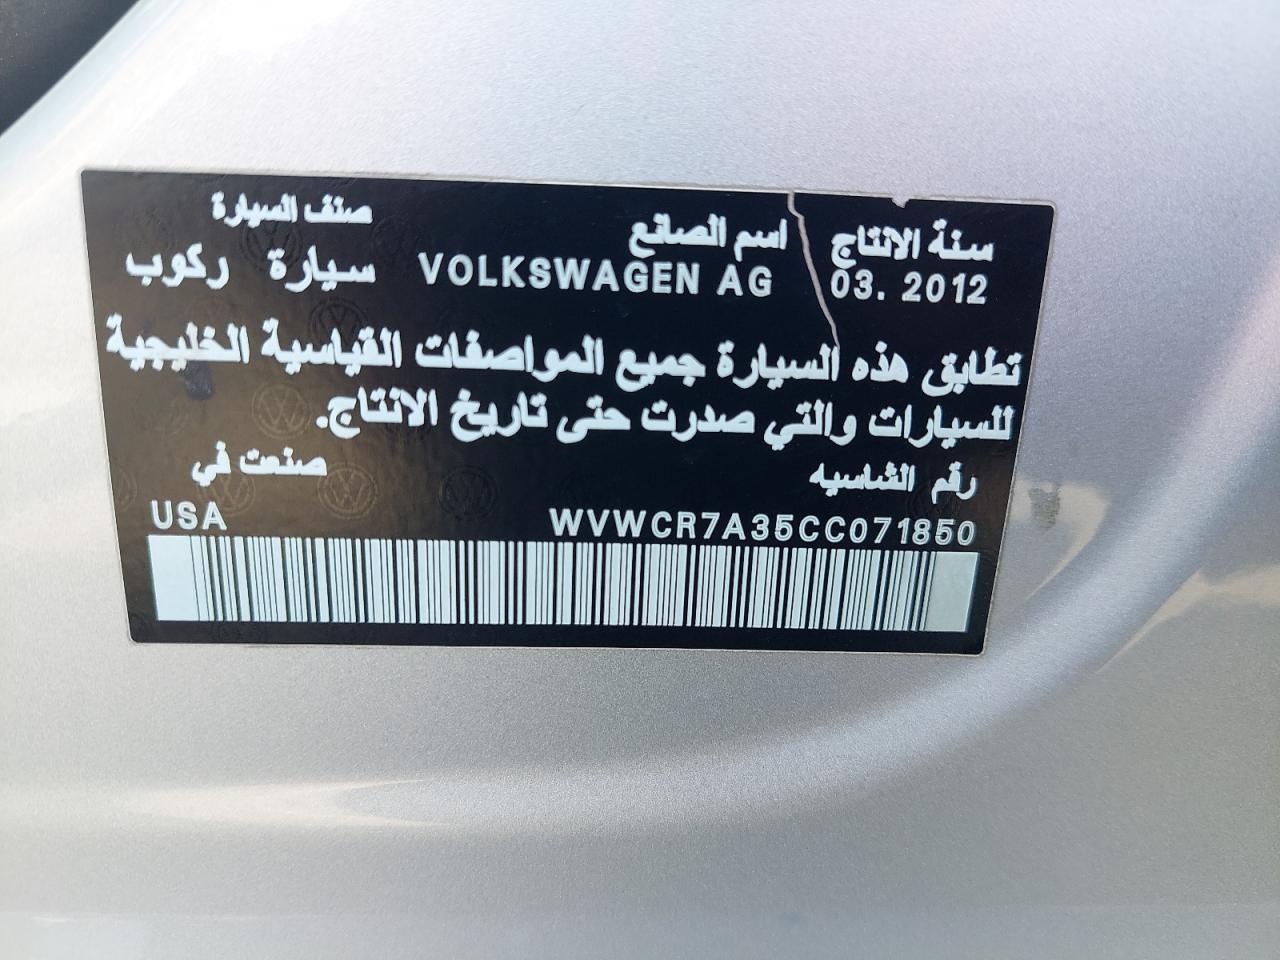 سنة الانتاج اسم الصانع صنف السيارة
03. 2012 VOLKSWAGEN AG سيارة ركوب
تطابق هذه السيارة جميع المواصفات القياسية الخليجية
للسيارات والتي صدرت حتى تاريخ الانتاج.
رقم الشاسيه صنعت في
WVWCR7A35CC071850 USA